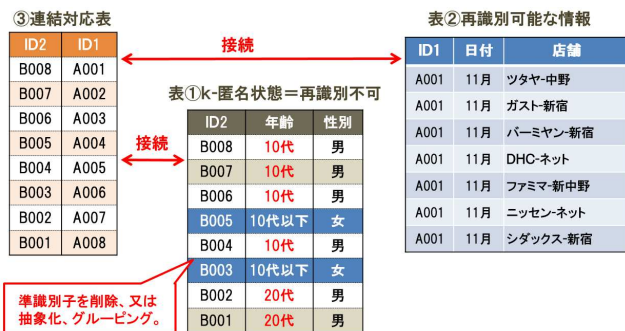 ③連結対応表
ID2 ID1
B008 A001
B007 A002
B006 A003
B005 A004
B004 A005
B003 A006
B002 A007
B001 A008
接続
接続
表①k-匿名状態＝再識別不可
ID2 年齢 性別
B008 10代 男
B007 10代 男
B006 10代 男
B005 10代以下 女
B004 10代 男
B003 10代以下 女
B002 20代 男
B001 20代 男
準識別子を削除、又は
抽象化、グルーピング。
表②再識別可能な情報
ID1 日付 店舗
A001 11月 ツタヤ-中野
A001 11月 ガスト-新宿
A001 11月 バーミヤン-新宿
A001 11月 DHC-ネット
A001 11月 ファミマ-新中野
A001 11月 ニッセン-ネット
A001 11月 シダックス-新宿